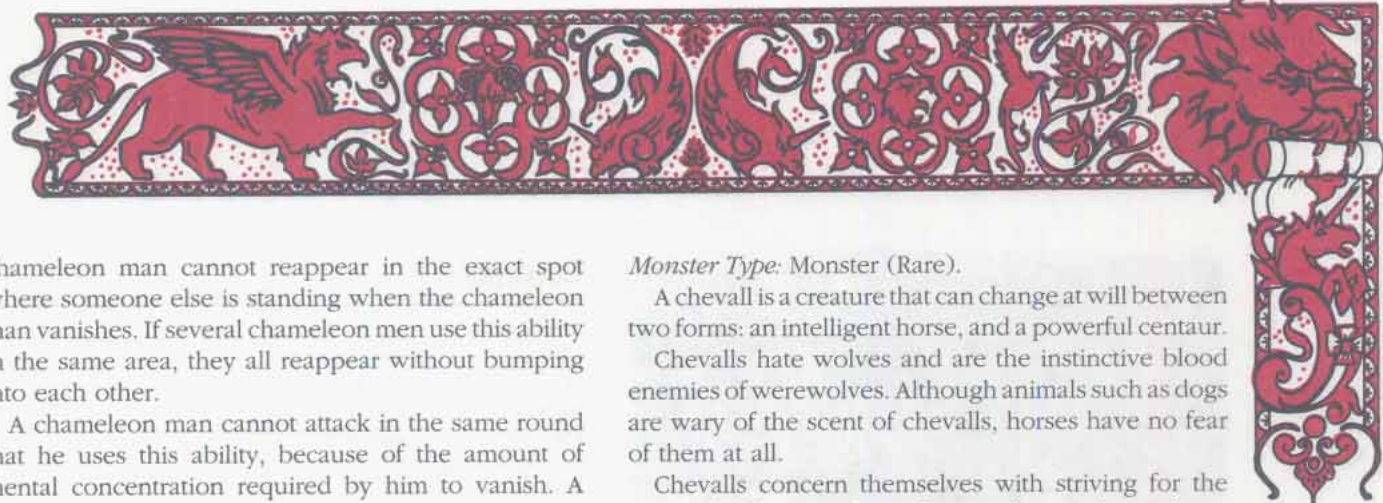 hameleon man cannot reappear in the exact spot
where someone else is standing when the chameleon
man vanishes. If several chameleon men use this ability
n the same area, they all reappear without bumping
nto each other.
A chameleon man cannot attack in the same round
hat he uses this ability, because of the amount of
mental concentration required by him to vanish. A
Monster Type: Monster (Rare).
A chevall is a creature that can change at will between
two forms: an intelligent horse, and a powerful centaur.
Chevalls hate wolves and are the instinctive blood
enemies of werewolves. Although animals such as dogs
are wary of the scent of chevalls, horses have no fear
of them at all.
Chevalls concern themselves with striving for the